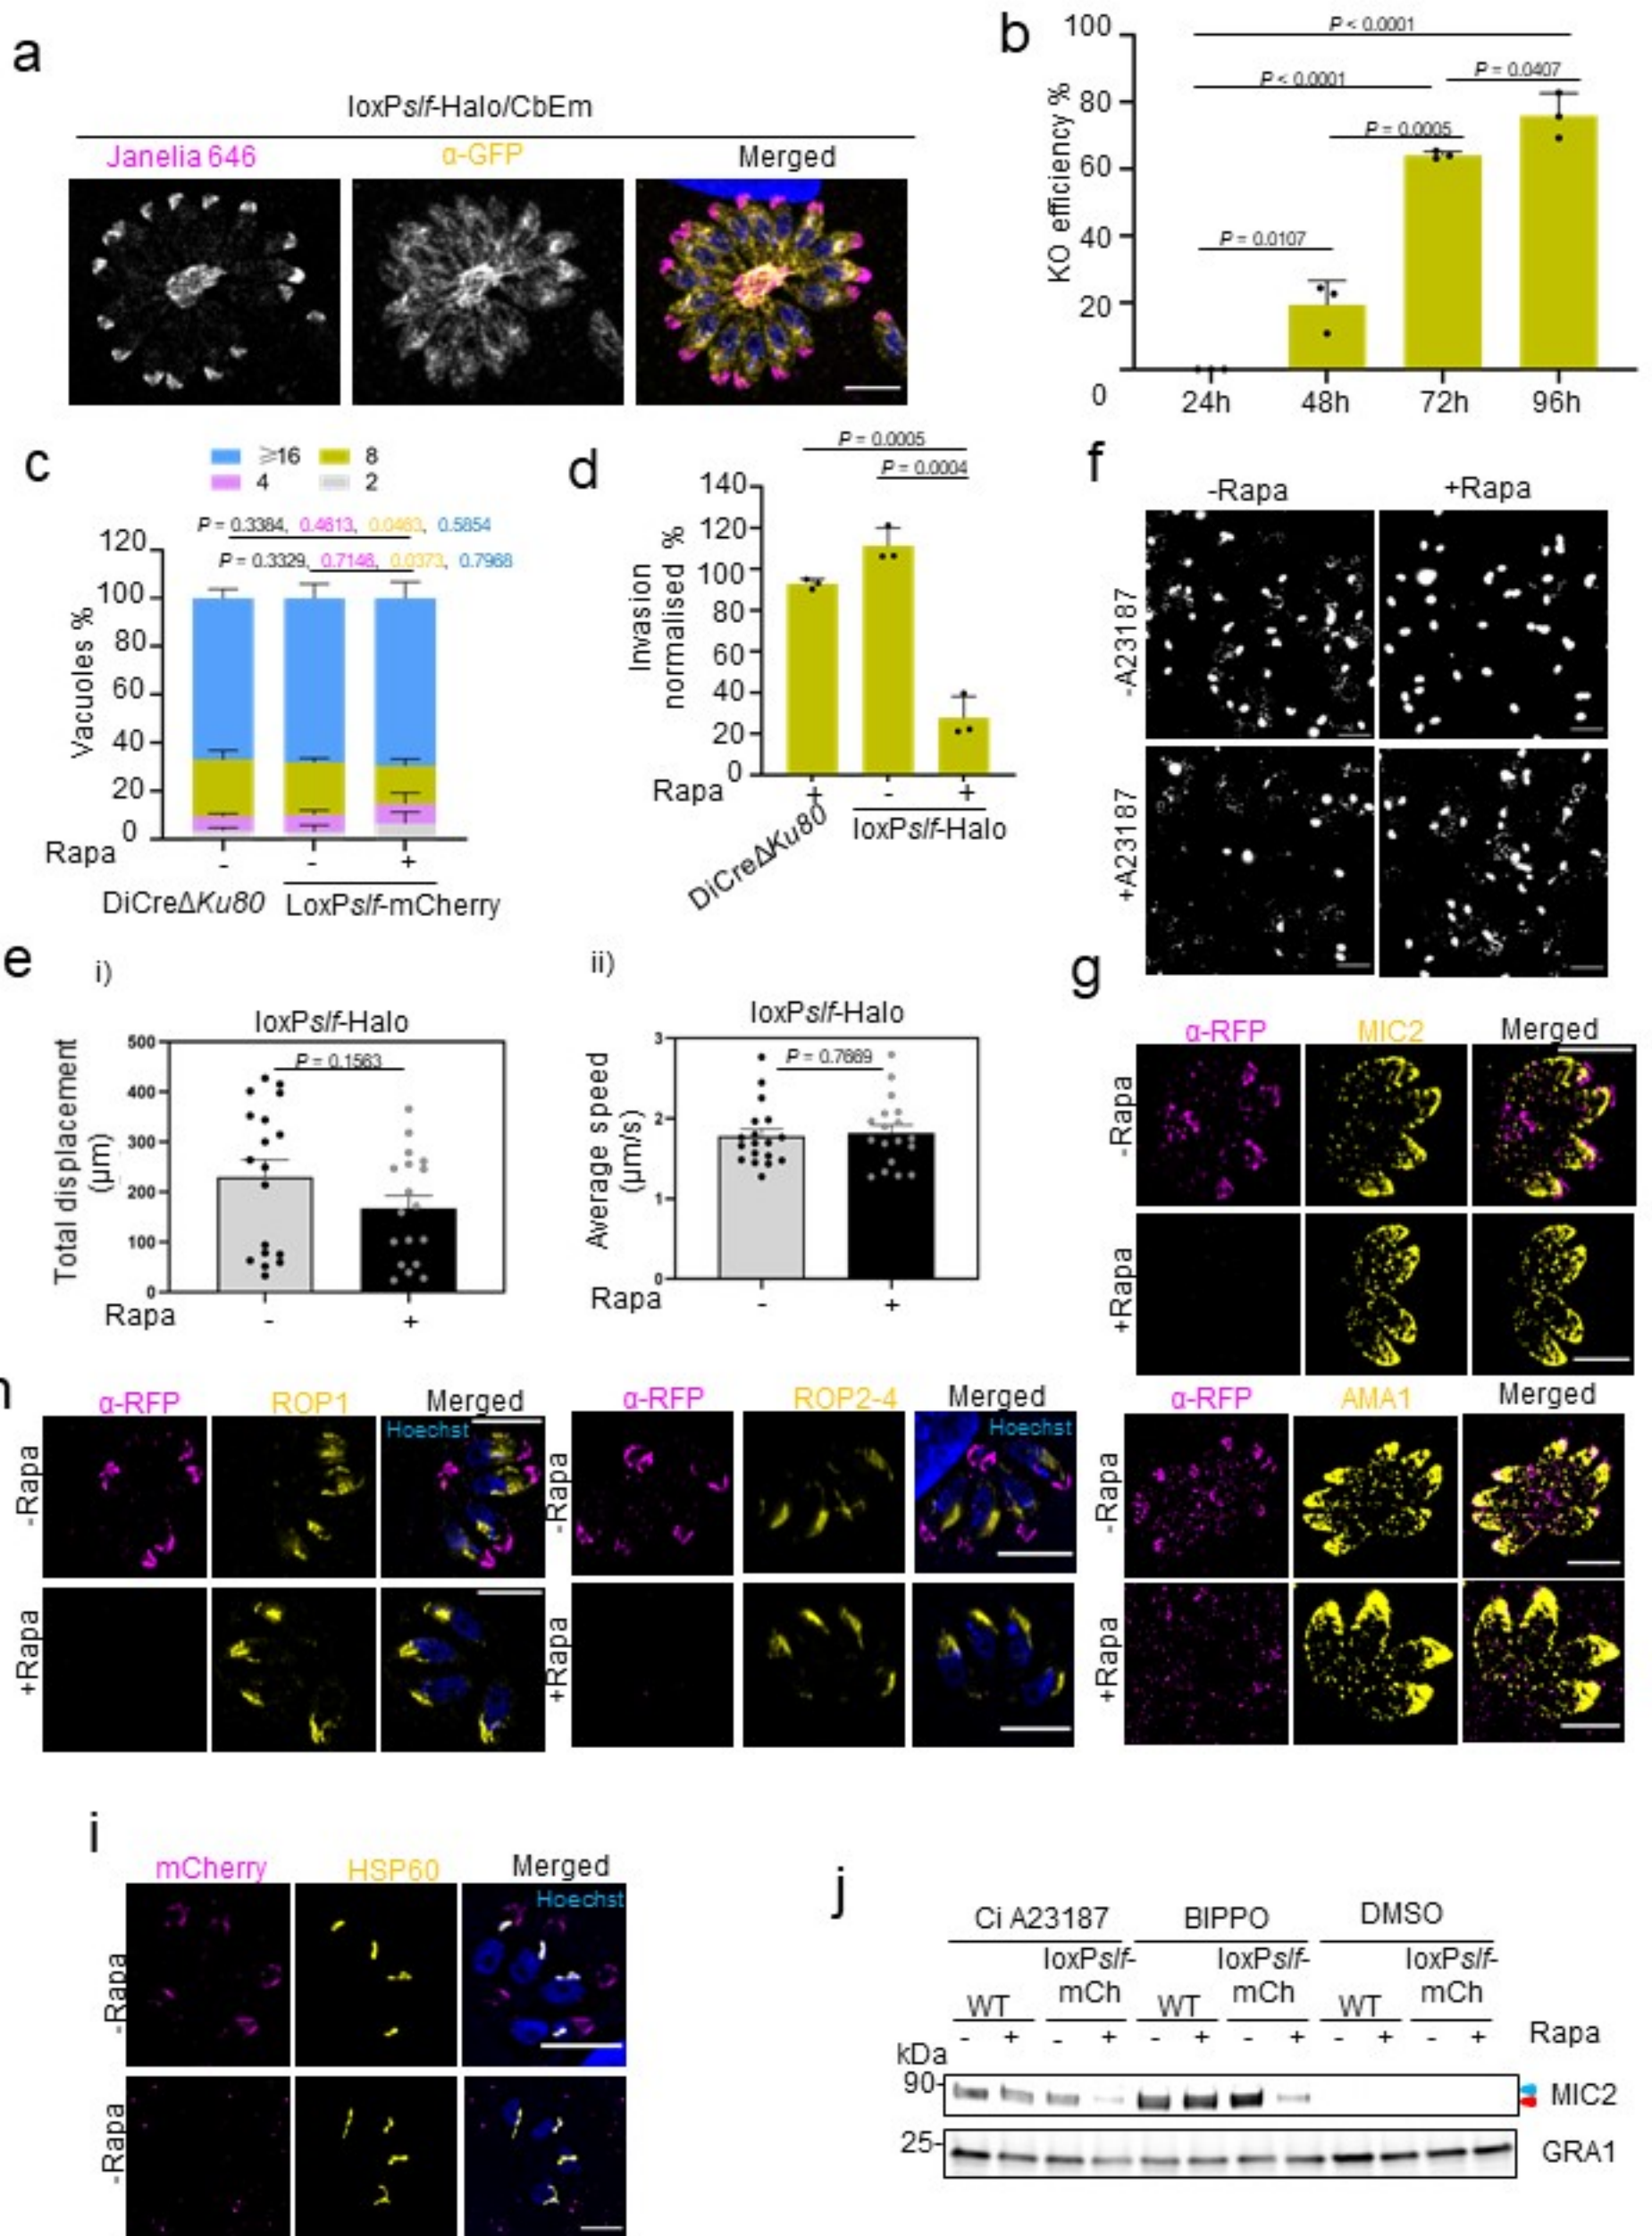 a
loxPslf-Halo/CbEm
Janelia 646
α-GFP
Merged
b
KO efficiency %
100
80
60
40
20
0
P < 0.0001
P < 0.0001
P = 0.0407
P = 0.0005
P = 0.0107
24h
48h
72h
96h
c
≥16
8
4
2
P = 0.3384, 0.4613, 0.0463, 0.5854
P = 0.3329, 0.7146, 0.0373, 0.7968
Vacuoles %
120
100
80
60
40
20
0
Rapa
-
-
+
DiCreΔKu80
LoxPslf-mCherry
d
P = 0.0005
P = 0.0004
Invasion
normalised %
140
120
100
80
60
40
20
0
Rapa
+
-
+
DiCreΔKu80
loxPslf-Halo
f
-Rapa
+Rapa
-A23187
+A23187
e
i)
loxPslf-Halo
P = 0.1563
Total displacement
(μm)
500
400
300
200
100
0
Rapa
-
+
ii)
loxPslf-Halo
P = 0.7669
Average speed
(μm/s)
3
2
1
0
Rapa
-
+
g
α-RFP
MIC2
Merged
-Rapa
+Rapa
α-RFP
AMA1
Merged
-Rapa
+Rapa
α-RFP
ROP1
Merged
Hoechst
-Rapa
+Rapa
α-RFP
ROP2-4
Merged
Hoechst
-Rapa
+Rapa
i
mCherry
HSP60
Merged
Hoechst
-Rapa
-Rapa
j
Ci A23187
BIPPO
DMSO
WT
loxPslf-
mCh
WT
loxPslf-
mCh
WT
loxPslf-
mCh
- + - + - + - + - + - +
Rapa
kDa
90-
MIC2
25-
GRA1